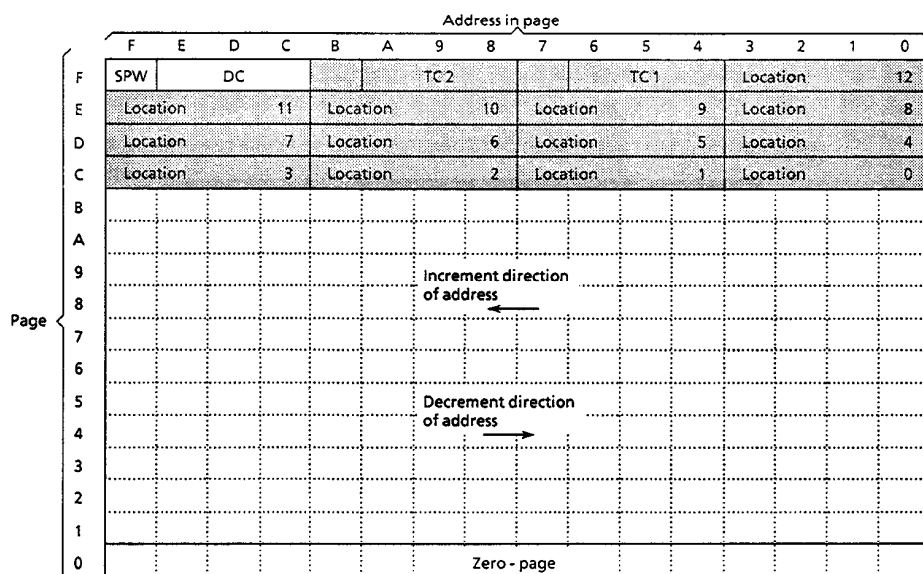 Address in page
F E D C B A 9 8 7 6 5 4 3 2 1 0
F SPW DC TC 2 TC 1 Location 12
E Location 11 Location 10 Location 9 Location 8
D Location 7 Location 6 Location 5 Location 4
C Location 3 Location 2 Location 1 Location 0
B
A
9
Increment direction
of address
8
Page
7
6
5
Decrement direction
of address
4
3
2
1
0 Zero - page